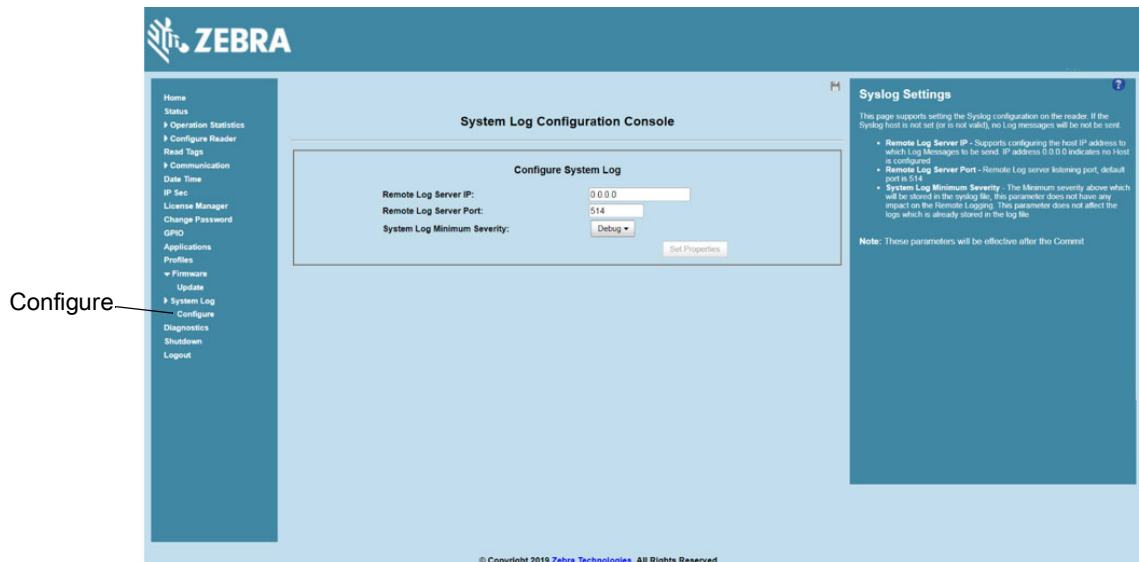 ZEBRA
Home
Status
Operation Statistics
Configure Reader
Read Tags
Communication
Date Time
IP Sec
License Manager
Change Password
GPIO
Applications
Profiles
Firmware
Update
System Log
Configure
Diagnostics
Shutdown
Logout
Configure
System Log Configuration Console
Configure System Log
Remote Log Server IP: 0.0.0.0
Remote Log Server Port: 514
System Log Minimum Severity: Debug
Set Properties
?
Syslog Settings
This page supports setting the Syslog configuration on the reader. If the
Syslog host is not set (or is not valid), no Log messages will be not be sent.
• Remote Log Server IP - Supports configuring the host IP address to
which Log Messages to be send. IP address 0.0.0.0 indicates no Host
is configured
• Remote Log Server Port - Remote Log server listening port, default
port is 514
• System Log Minimum Severity - The Minimum severity above which
will be stored in the syslog file, this parameter does not have any
impact on the Remote Logging. This parameter does not affect the
logs which is already stored in the log file
Note: These parameters will be effective after the Commit
© Copyright 2019 Zebra Technologies. All Rights Reserved